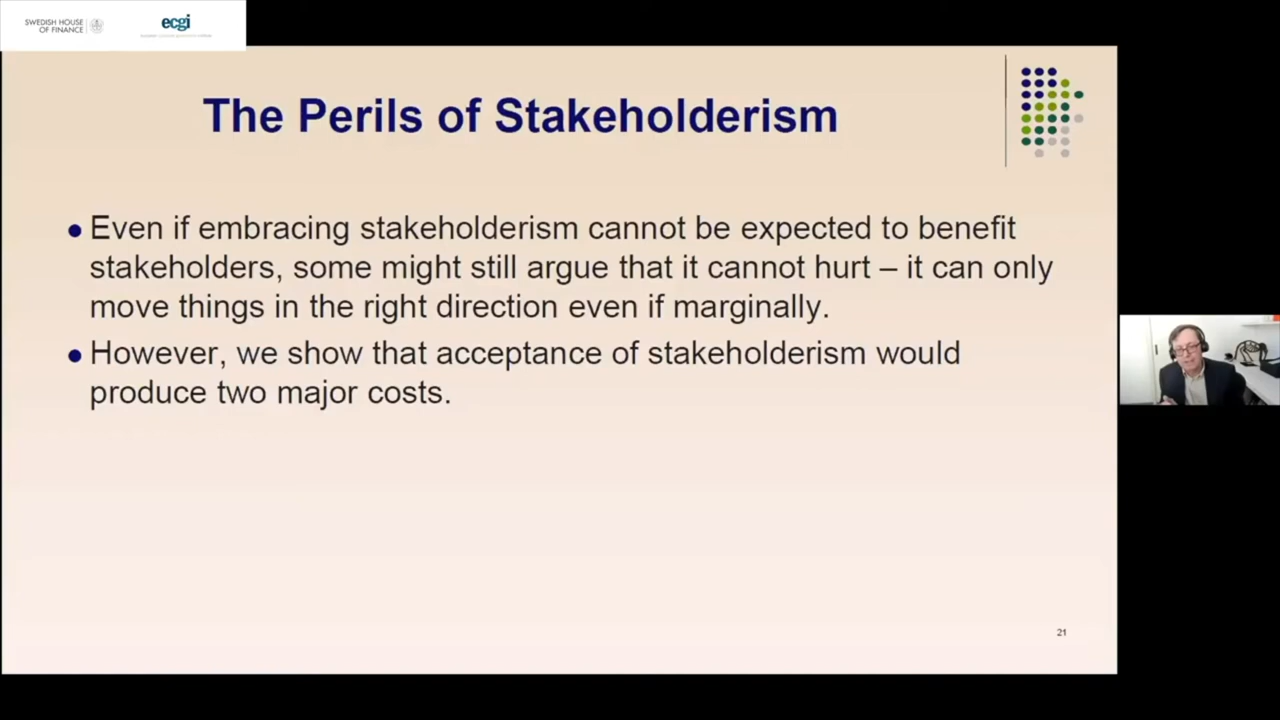 SWEDISH HOUSE
OF FINANCE
ecgi
The Perils of Stakeholderism
● Even if embracing stakeholderism cannot be expected to benefit
stakeholders, some might still argue that it cannot hurt – it can only
move things in the right direction even if marginally.
● However, we show that acceptance of stakeholderism would
produce two major costs.
21